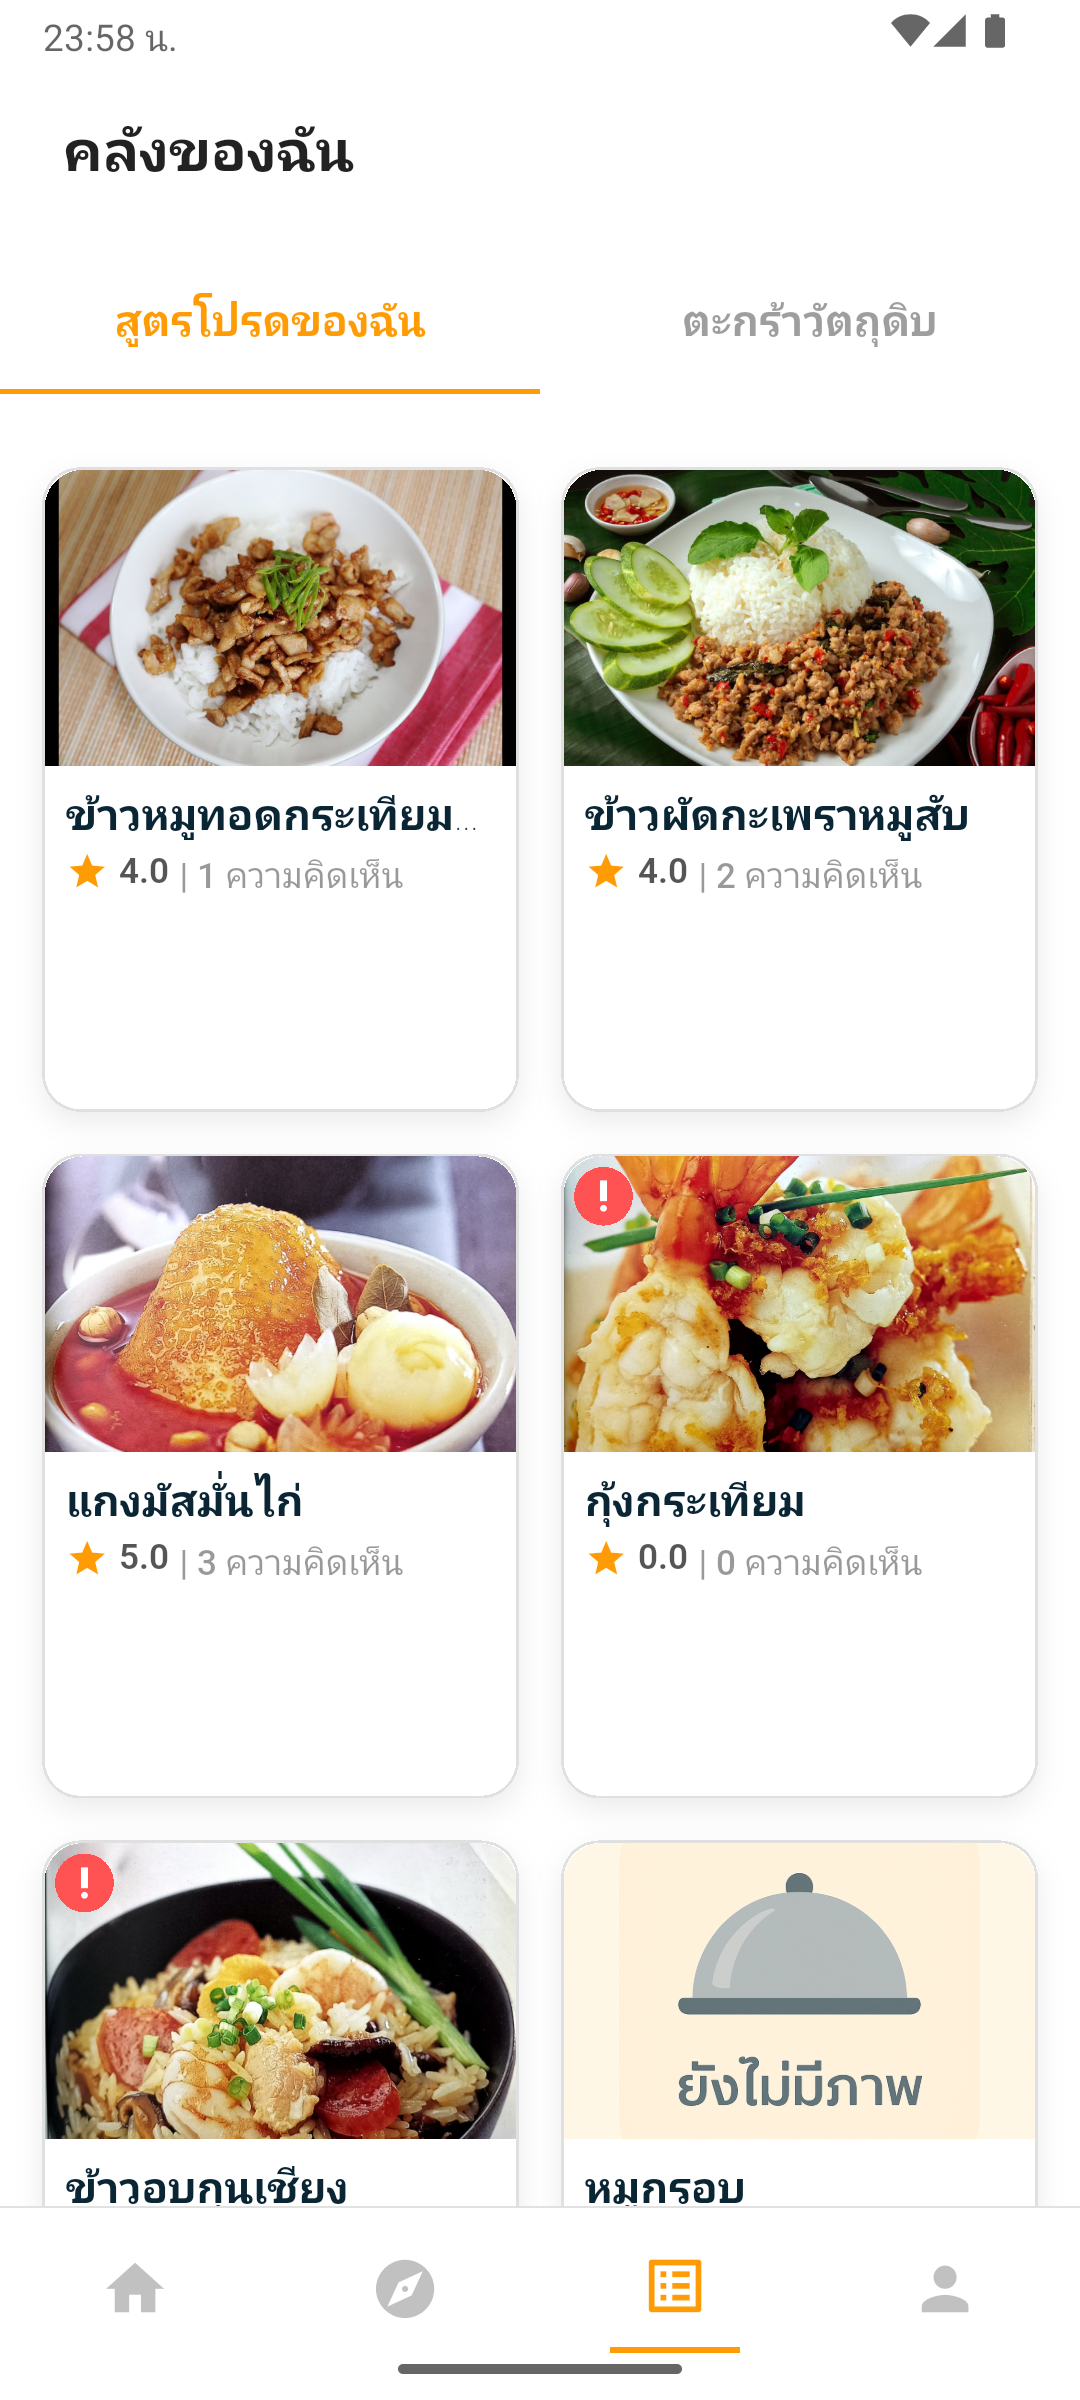 23:58 น.
คลังของฉัน
สูตรโปรดของฉัน
ตะกร้าวัตถุดิบ
ข้าวหมูทอดกระเทียม...
4.0 | 1 ความคิดเห็น
ข้าวผัดกะเพราหมูสับ
4.0 | 2 ความคิดเห็น
แกงมัสมั่นไก่
5.0 | 3 ความคิดเห็น
กุ้งกระเทียม
0.0 | 0 ความคิดเห็น
ยังไม่มีภาพ
ข้าวอบกุนเชียง
หมูกรอบ